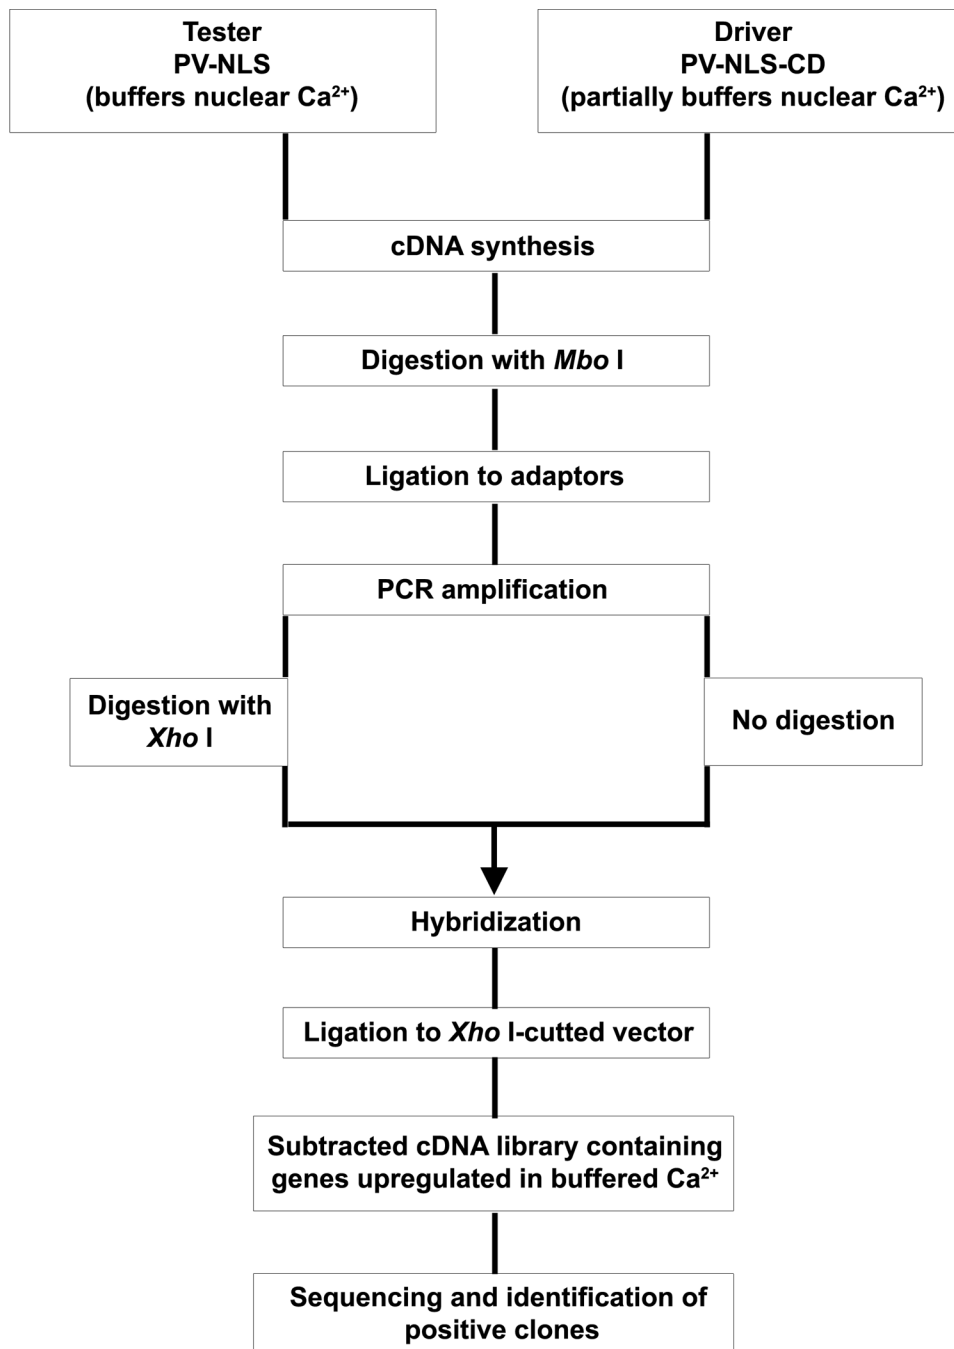 Tester
PV-NLS
(buffers nuclear Ca²⁺)
Driver
PV-NLS-CD
(partially buffers nuclear Ca²⁺)
cDNA synthesis
Digestion with Mbo I
Ligation to adaptors
PCR amplification
Digestion with
Xho I
No digestion
Hybridization
Ligation to Xho I-cutted vector
Subtracted cDNA library containing
genes upregulated in buffered Ca²⁺
Sequencing and identification of
positive clones